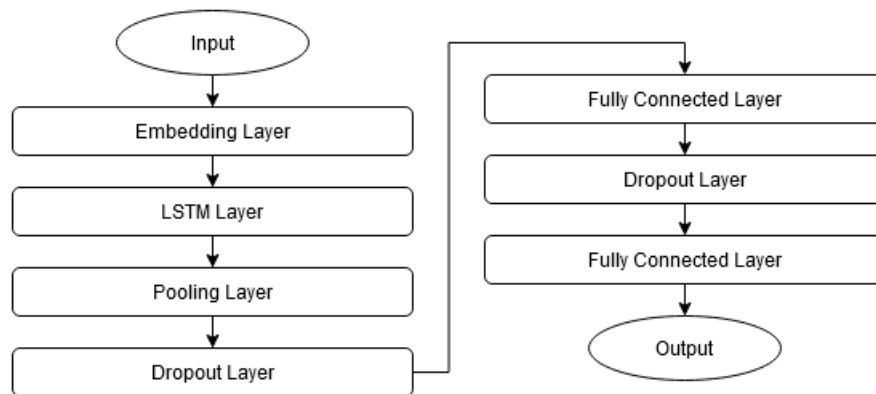 Input
Embedding Layer
LSTM Layer
Pooling Layer
Dropout Layer
Fully Connected Layer
Dropout Layer
Fully Connected Layer
Output